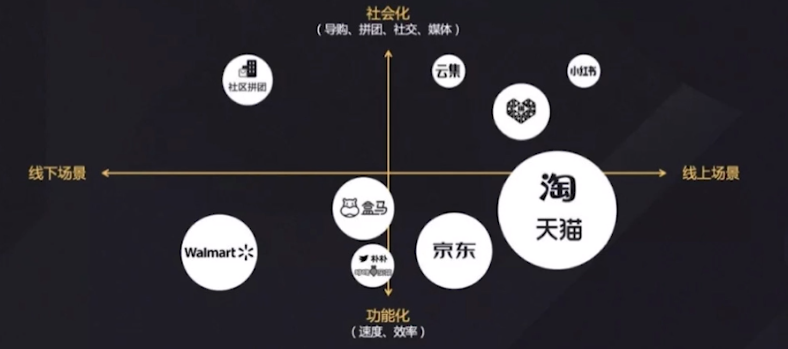 社会化
（导购、拼团、社交、媒体）
社区拼团
云集
小红书
线下场景
线上场景
淘
天猫
盒马
Walmart
京东
朴朴
功能化
（速度、效率）